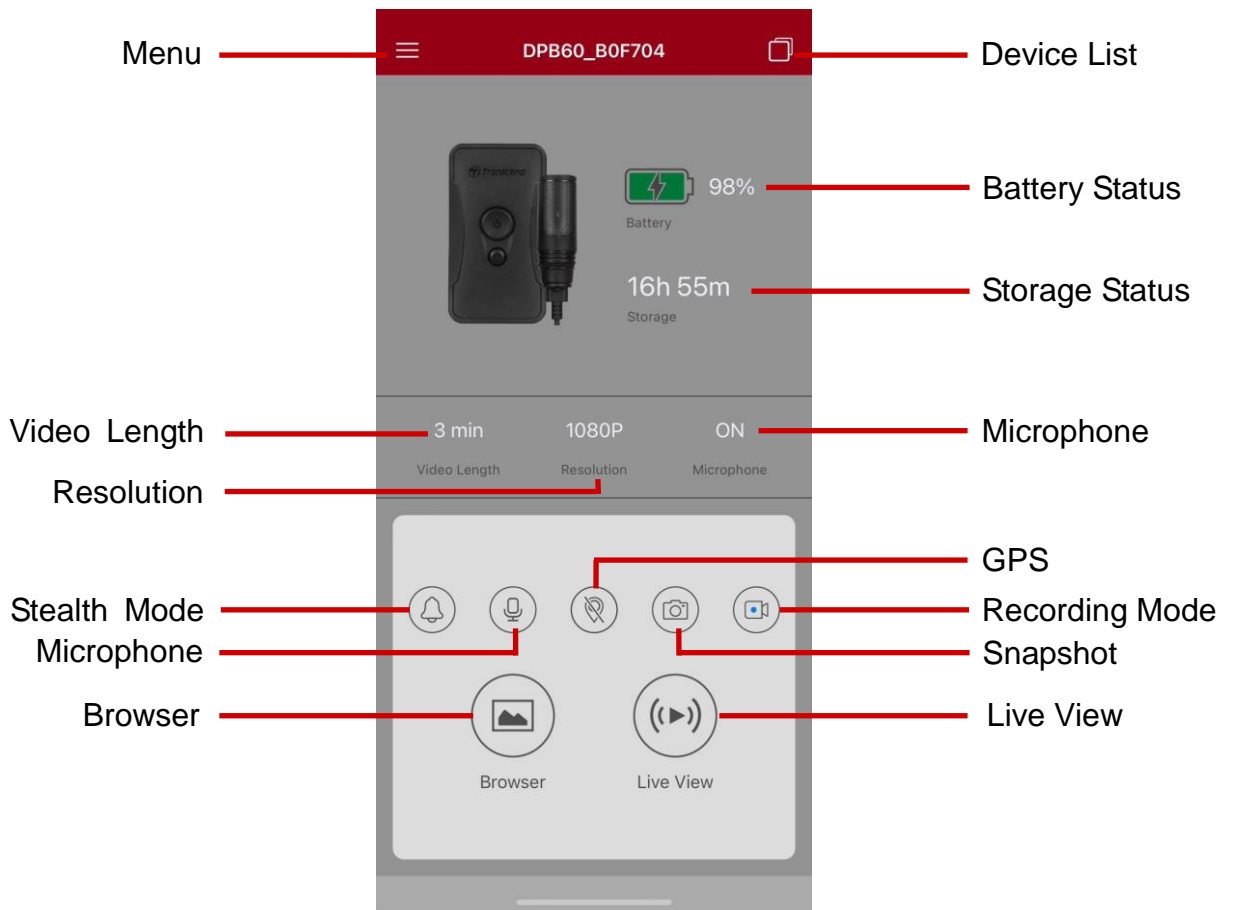 Menu
DPB60_B0F704
Device List
Transcend
98%
Battery Status
Battery
16h 55m
Storage Status
Storage
Video Length
3 min
1080P
ON
Microphone
Video Length
Resolution
Microphone
Resolution
GPS
Stealth Mode
Recording Mode
Microphone
Snapshot
Browser
Live View
Browser
Live View